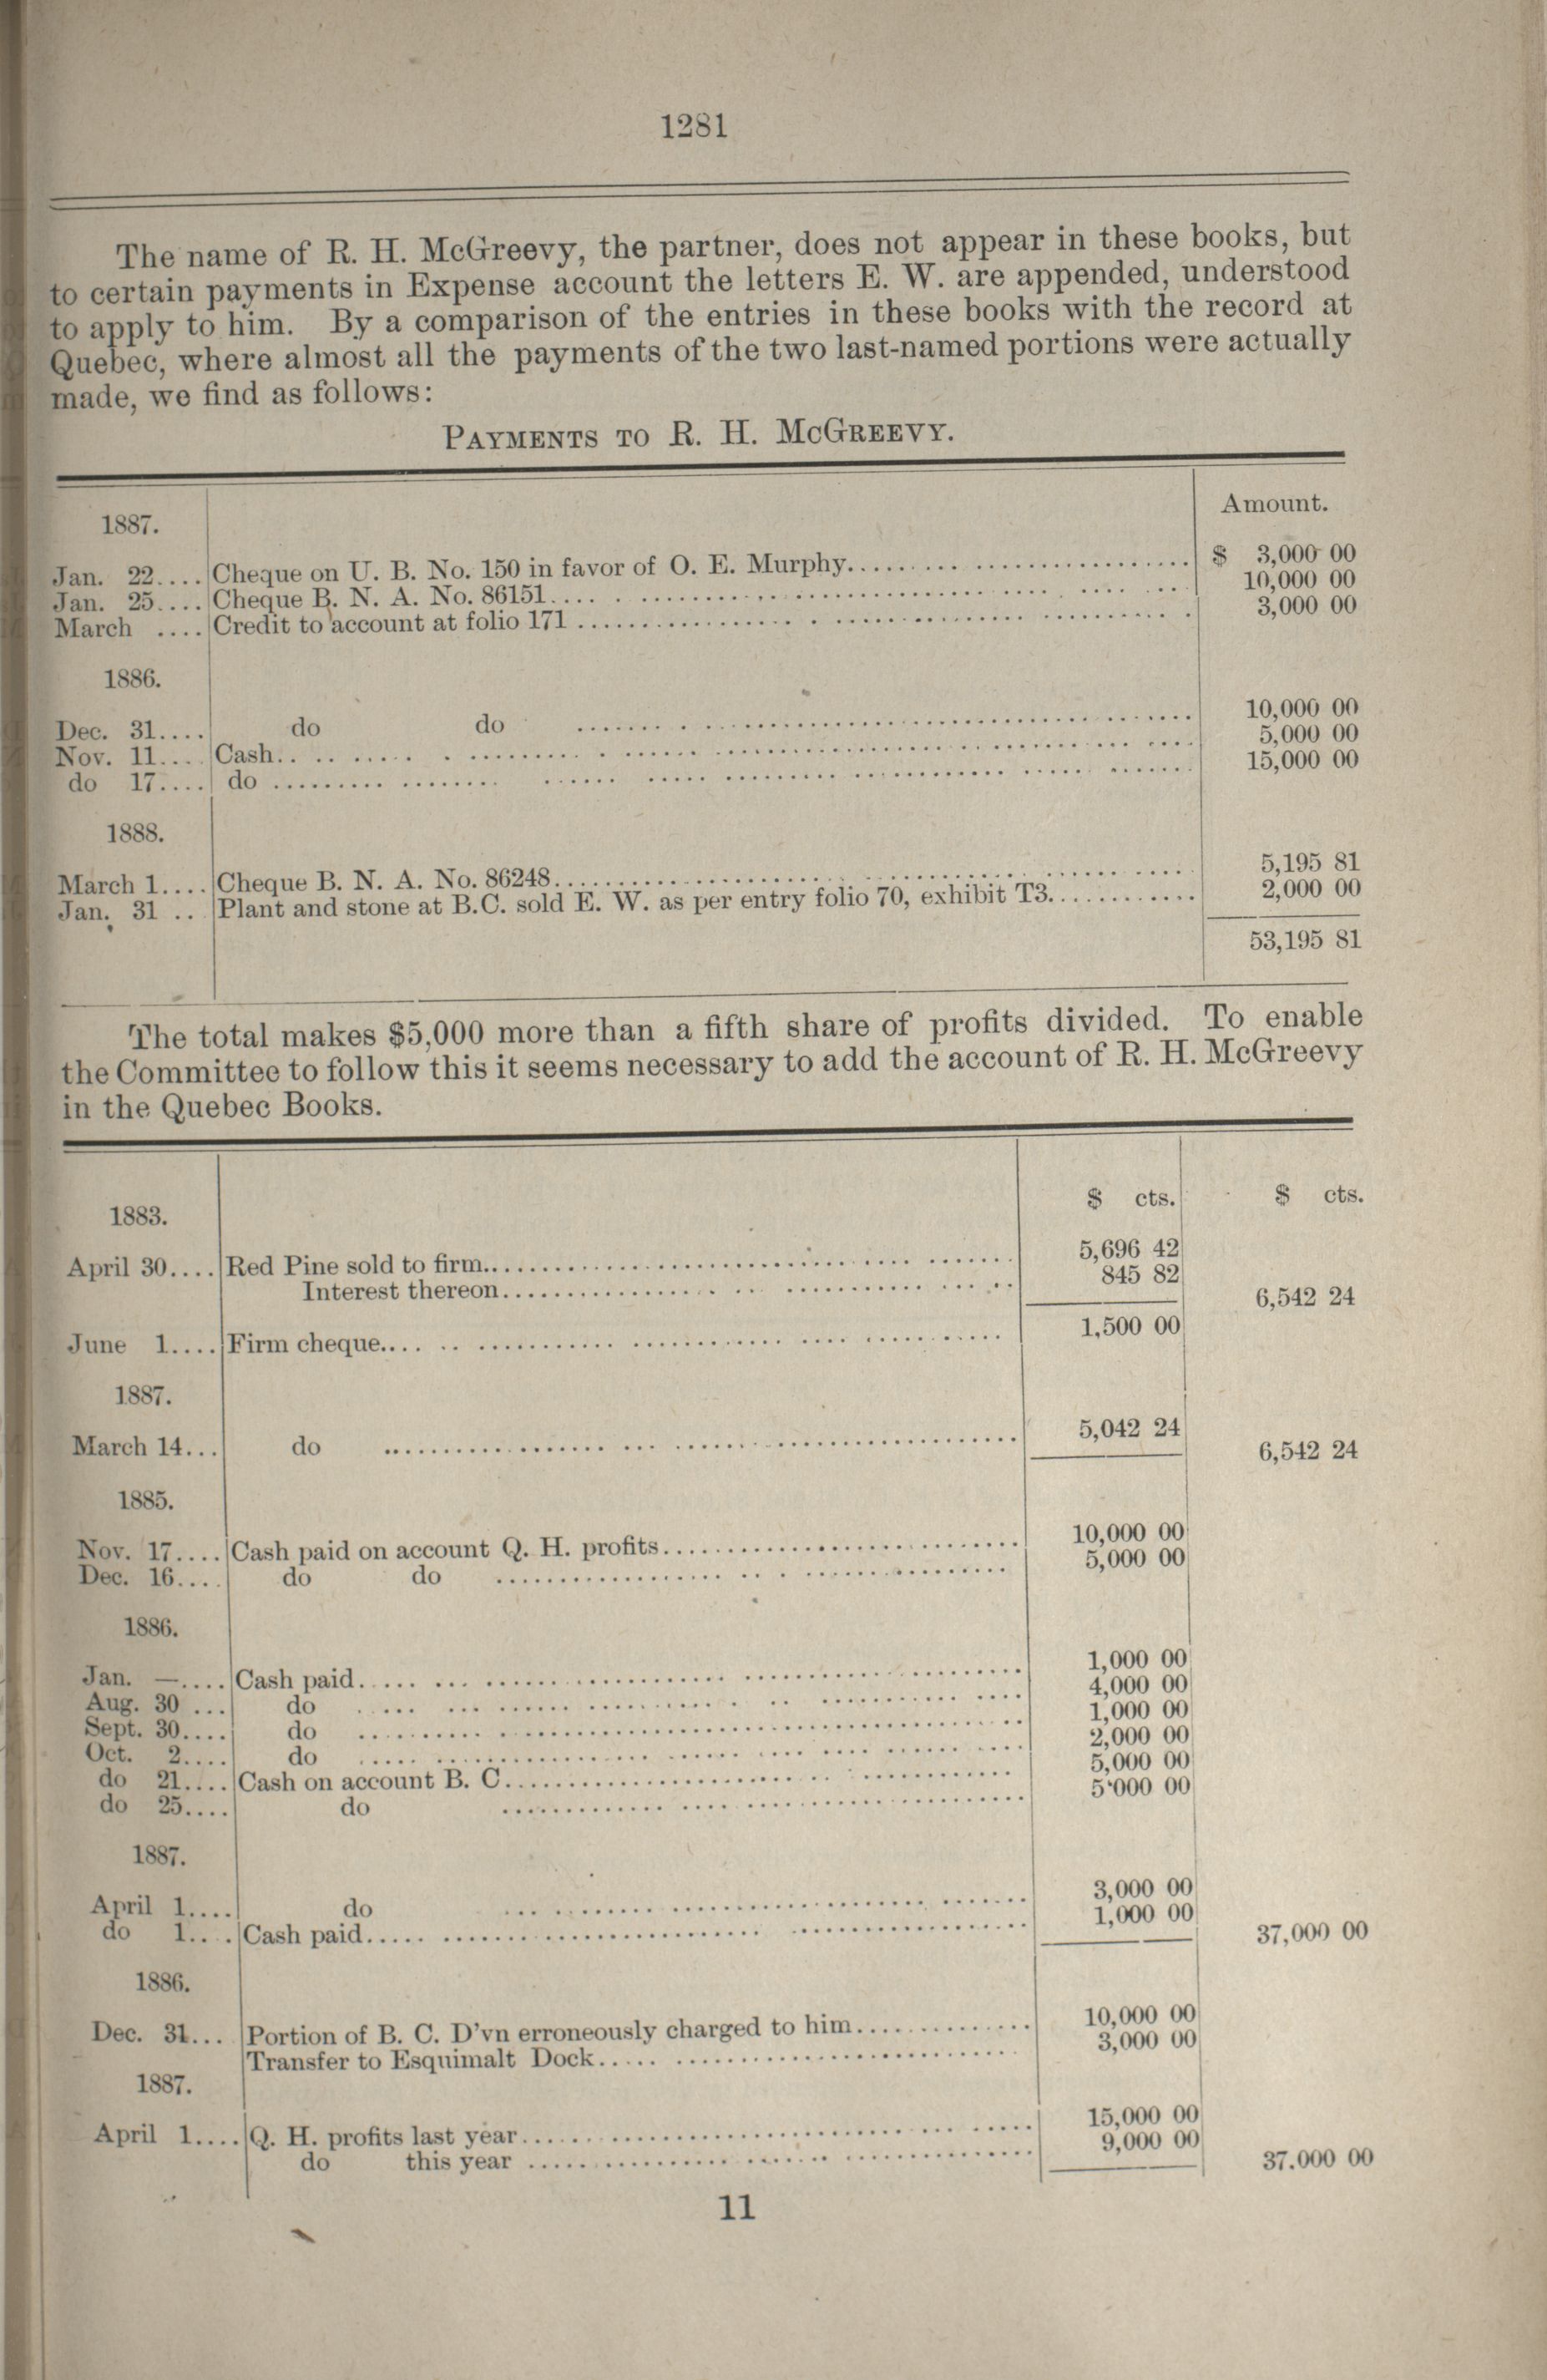 1281
The name of R. H. McGreevy, the partner, does not appear in these books, but
to certain payments in Expense account the letters E. W. are appended, understood
to apply to him. By a comparison of the entries in these books with the record at
Quebec, where almost all the payments of the two last-named portions were actually
made, we find as follows:
PAYMENTS TO R. H. MCGREEVY.
Amount.
1887.
Jan. 22.... Cheque on U. B. No. 150 in favor of O. E. Murphy.... $ 3,000 00
Jan. 25.... Cheque B. N. A. No. 86151.... 10,000 00
March .... Credit to account at folio 171.... 3,000 00
1886.
Dec. 31.... do do .... 10,000 00
Nov. 11.... Cash.... 5,000 00
do 17.... do .... 15,000 00
1888.
March 1.... Cheque B. N. A. No. 86248.... 5,195 81
Jan. 31 .. Plant and stone at B.C. sold E. W. as per entry folio 70, exhibit T3.... 2,000 00
53,195 81
The total makes $5,000 more than a fifth share of profits divided. To enable
the Committee to follow this it seems necessary to add the account of R. H. McGreevy
in the Quebec Books.
$ cts. $ cts.
1883.
April 30.... Red Pine sold to firm.... 5,696 42
Interest thereon.... 845 82
6,542 24
June 1.... Firm cheque.... 1,500 00
1887.
March 14... do .... 5,042 24
6,542 24
1885.
Nov. 17.... Cash paid on account Q. H. profits.... 10,000 00
Dec. 16.... do do .... 5,000 00
1886.
Jan. —.... Cash paid.... 1,000 00
Aug. 30 ... do .... 4,000 00
Sept. 30.... do .... 1,000 00
Oct. 2.... do .... 2,000 00
do 21.... Cash on account B. C.... 5,000 00
do 25.... do .... 5'000 00
1887.
April 1.... do .... 3,000 00
do 1.... Cash paid.... 1,000 00
37,000 00
1886.
Dec. 31... Portion of B. C. D'vn erroneously charged to him.... 10,000 00
Transfer to Esquimalt Dock.... 3,000 00
1887.
April 1.... Q. H. profits last year.... 15,000 00
do this year .... 9,000 00
37.000 00
11